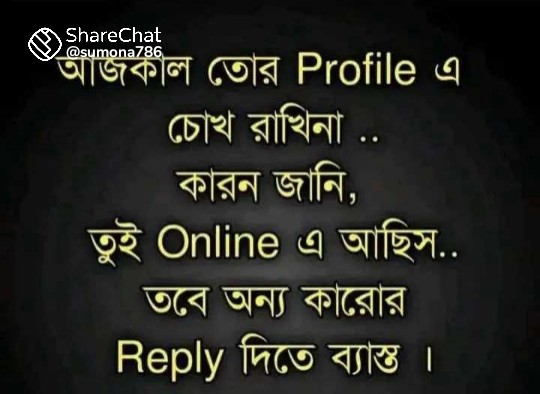 ShareChat
@sumona786
আজকাল তোর Profile এ
চোখ রাখিনা ..
কারন জানি,
তুই Online এ আছিস..
তবে অন্য কারোর
Reply দিতে ব্যাস্ত ।